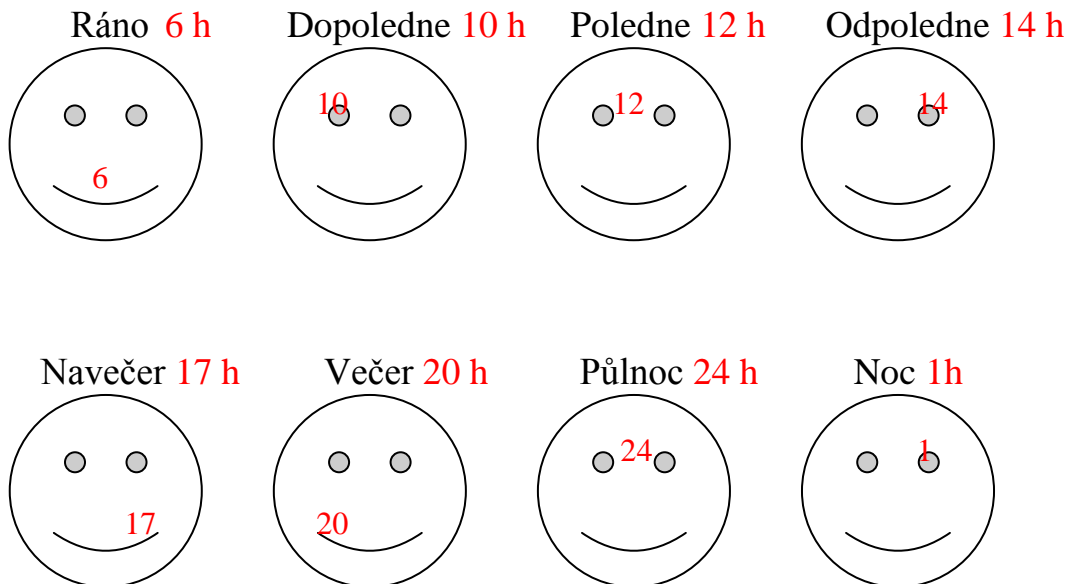 Ráno 6 h Dopoledne 10 h Poledne 12 h Odpoledne 14 h
10 12 14
6
Navečer 17 h Večer 20 h Půlnoc 24 h Noc 1h
24 1
17 20